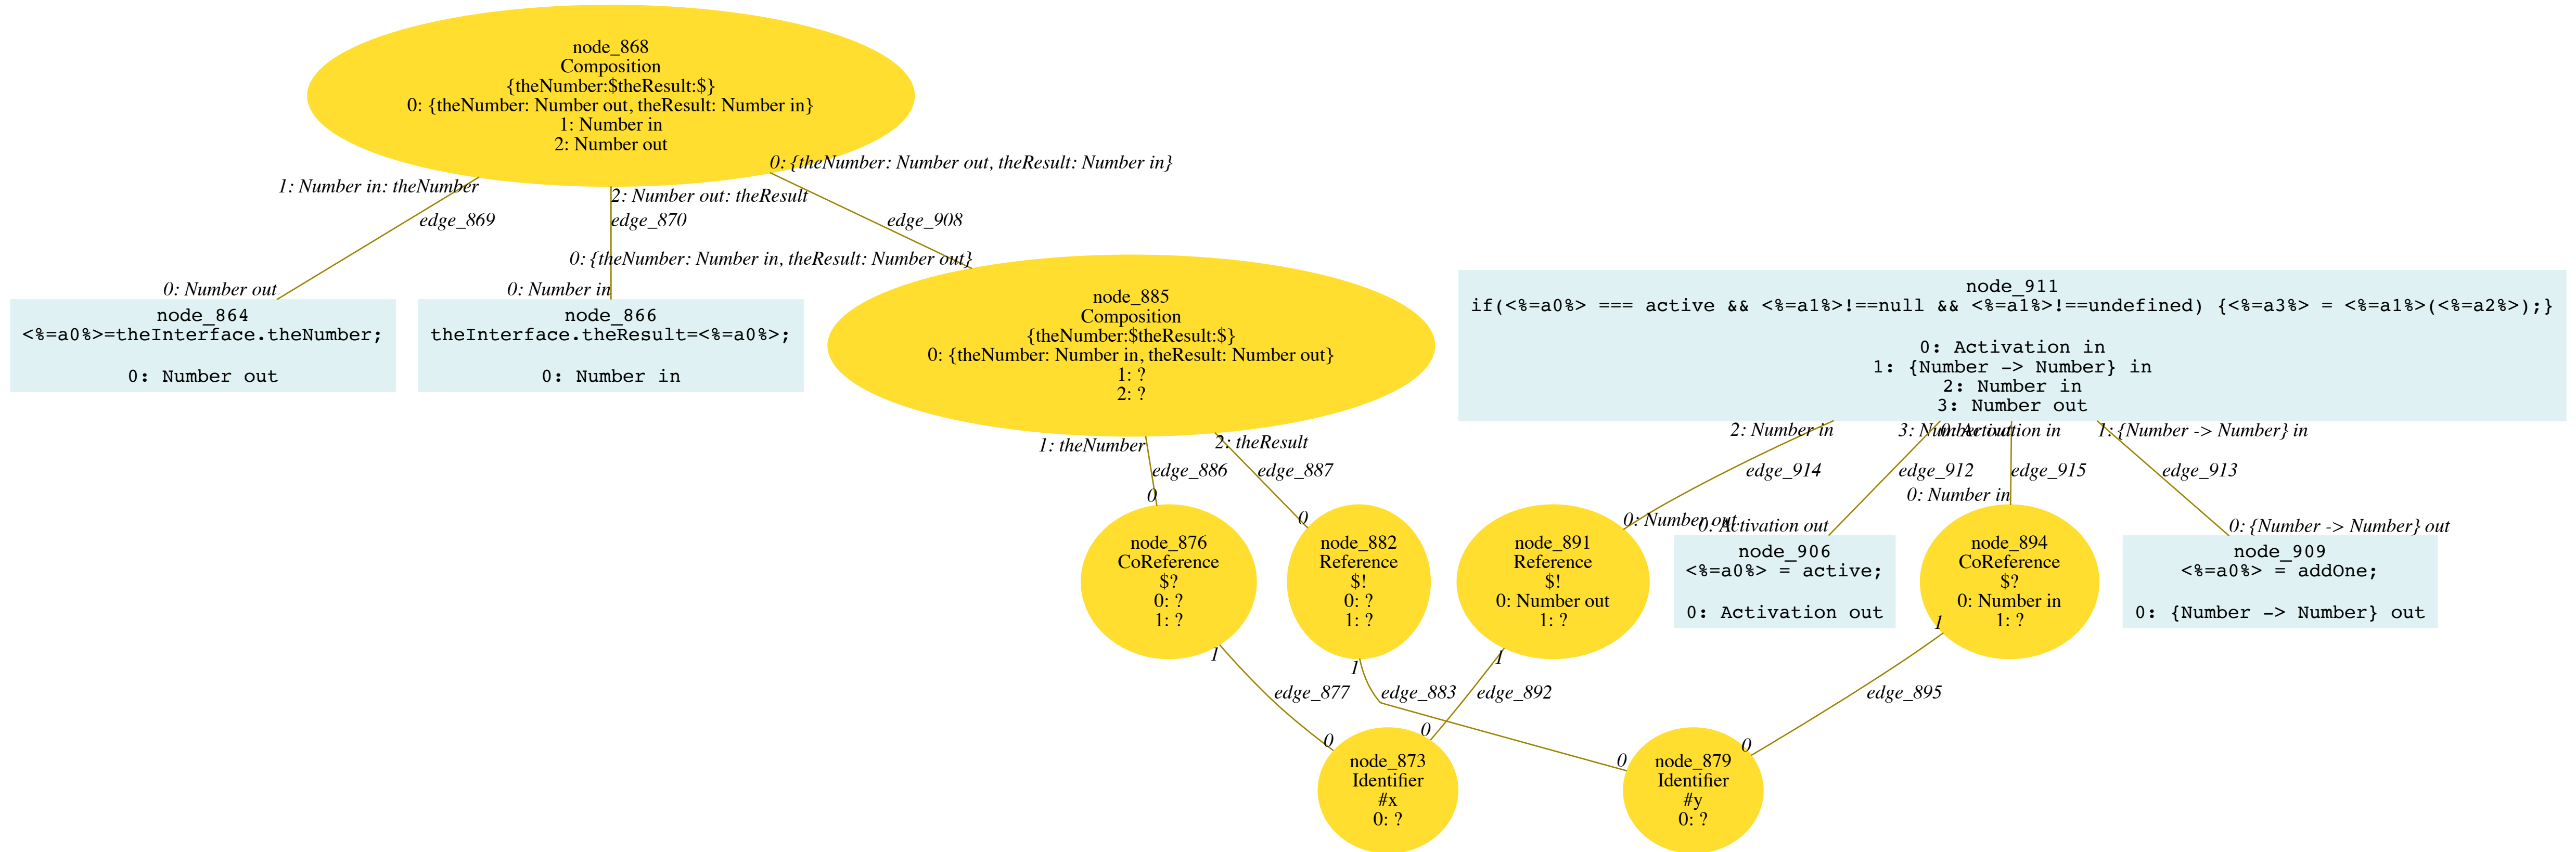 node_868
Composition
{theNumber:$theResult:$}
0: {theNumber: Number out, theResult: Number in}
1: Number in
2: Number out
0: {theNumber: Number out, theResult: Number in}
1: Number in: theNumber
2: Number out: theResult
edge_869
edge_870
edge_908
0: {theNumber: Number in, theResult: Number out}
0: Number out
0: Number in
node_864
<%=a0%>=theInterface.theNumber;
0: Number out
node_866
theInterface.theResult=<%=a0%>;
0: Number in
node_885
Composition
{theNumber:$theResult:$}
0: {theNumber: Number in, theResult: Number out}
1: ?
2: ?
node_911
if(<%=a0%> === active && <%=a1%>!==null && <%=a1%>!==undefined) {<%=a3%> = <%=a1%>(<%=a2%>);}
0: Activation in
1: {Number -> Number} in
2: Number in
3: Number out
1: theNumber
2: theResult
2: Number in
3: Number out
0: Activation in
1: {Number -> Number} in
edge_886
edge_887
edge_914
edge_912
edge_915
edge_913
0
0
0: Number out
0: Activation out
0: Number in
0: {Number -> Number} out
node_876
CoReference
$?
0: ?
1: ?
node_882
Reference
$!
0: ?
1: ?
node_891
Reference
$!
0: Number out
1: ?
node_906
<%=a0%> = active;
0: Activation out
node_894
CoReference
$?
0: Number in
1: ?
node_909
<%=a0%> = addOne;
0: {Number -> Number} out
1
1
1
1
edge_877
edge_883
edge_892
edge_895
0
0
0
0
node_873
Identifier
#x
0: ?
node_879
Identifier
#y
0: ?